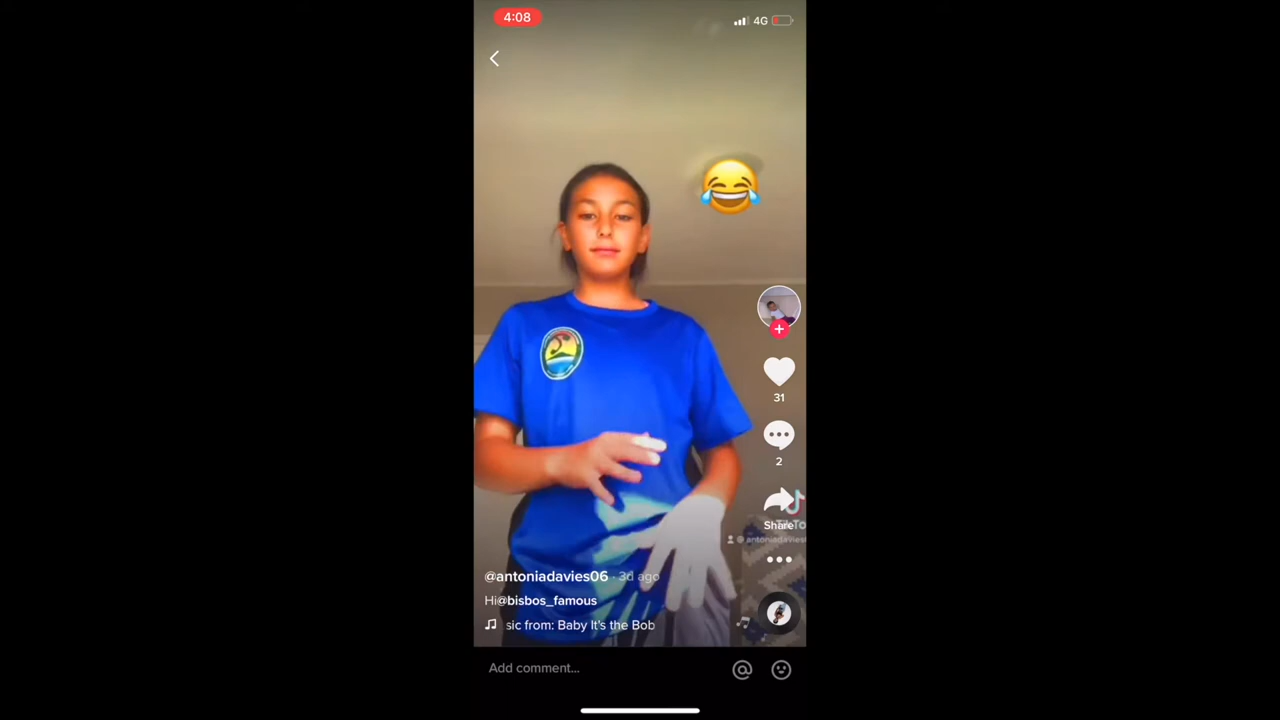 4:08
4G
31
2
Share
@antoniadavies06 · 3d ago
Hi@bisbos_famous
sic from: Baby It's the Bob
Add comment...